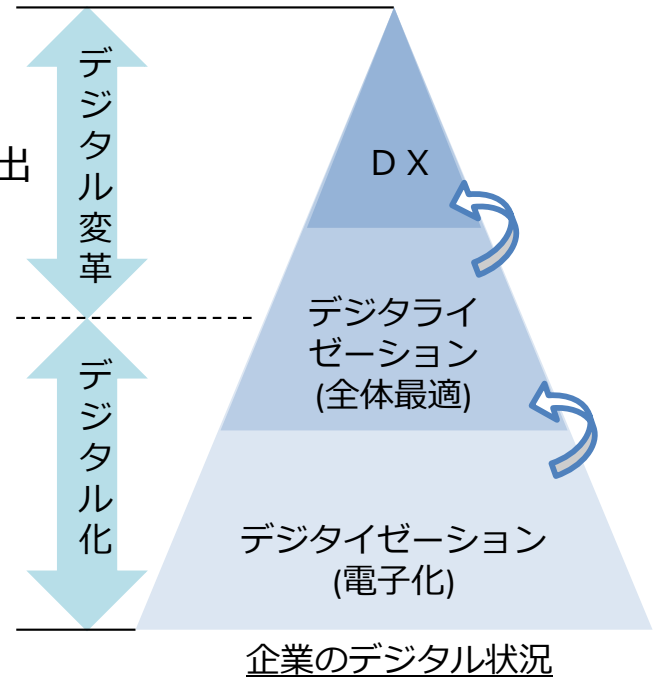 デジタル変革
出
デジタル化
DX
デジタライ
ゼーション
(全体最適)
デジタイゼーション
(電子化)
企業のデジタル状況